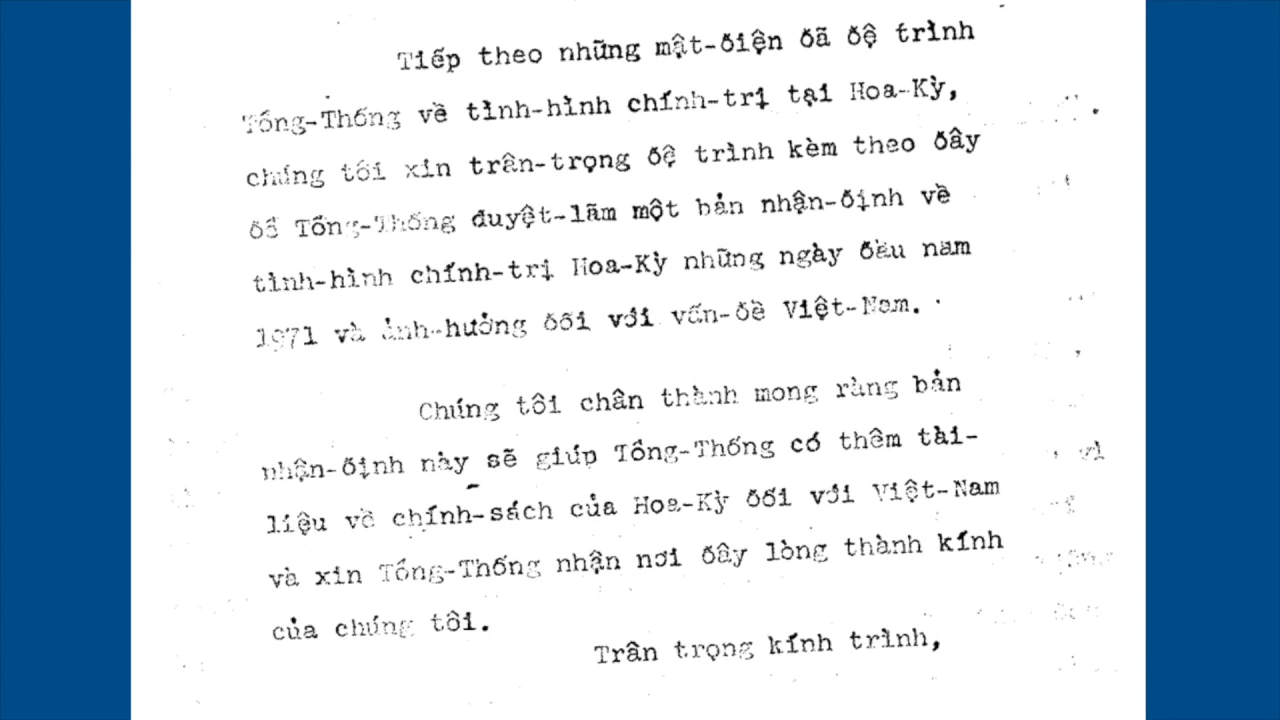 Tiếp theo những mật-điện đã đệ trình
Tổng-Thống về tình-hình chính-trị tại Hoa-Kỳ,
chúng tôi xin trân-trọng đệ trình kèm theo đây
để Tổng-Thống duyệt-lãm một bản nhận-định về
tình-hình chính-trị Hoa-Kỳ những ngày đầu nam
1971 và ảnh-hưởng đối với vấn-đề Việt-Nam.
Chúng tôi chân thành mong rằng bản
nhận-định này sẽ giúp Tổng-Thống có thêm tài-
liệu về chính-sách của Hoa-Kỳ đối với Việt-Nam
và xin Tổng-Thống nhận nơi đây lòng thành kính
của chúng tôi.
Trân trọng kính trình,